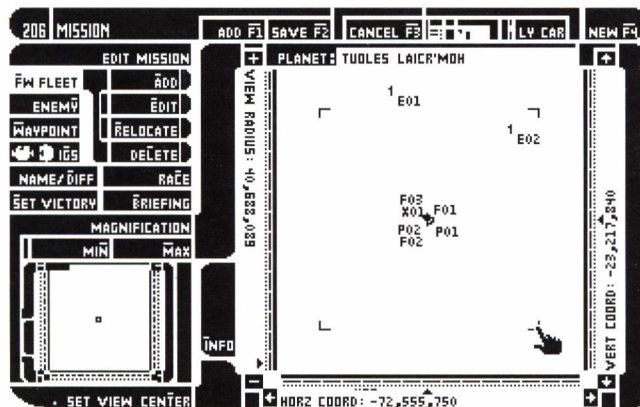 206 MISSION ADD F1 SAVE F2 CANCEL F3 LY CAR NEW F4
EDIT MISSION
FW FLEET ADD
ENEMY EDIT
WAYPOINT RELOCATE
IGS DELETE
NAME/DIFF RACE
SET VICTORY BRIEFING
MAGNIFICATION
MIN MAX
INFO
SET VIEW CENTER
VIEW RADIUS: 40,688,089
PLANET: TUOLES LAICR'MOH
1 E01
1 E02
F03
X01 F01
P02 P01
F02
VERT COORD: -23,217,840
HORZ COORD: -72,555,750